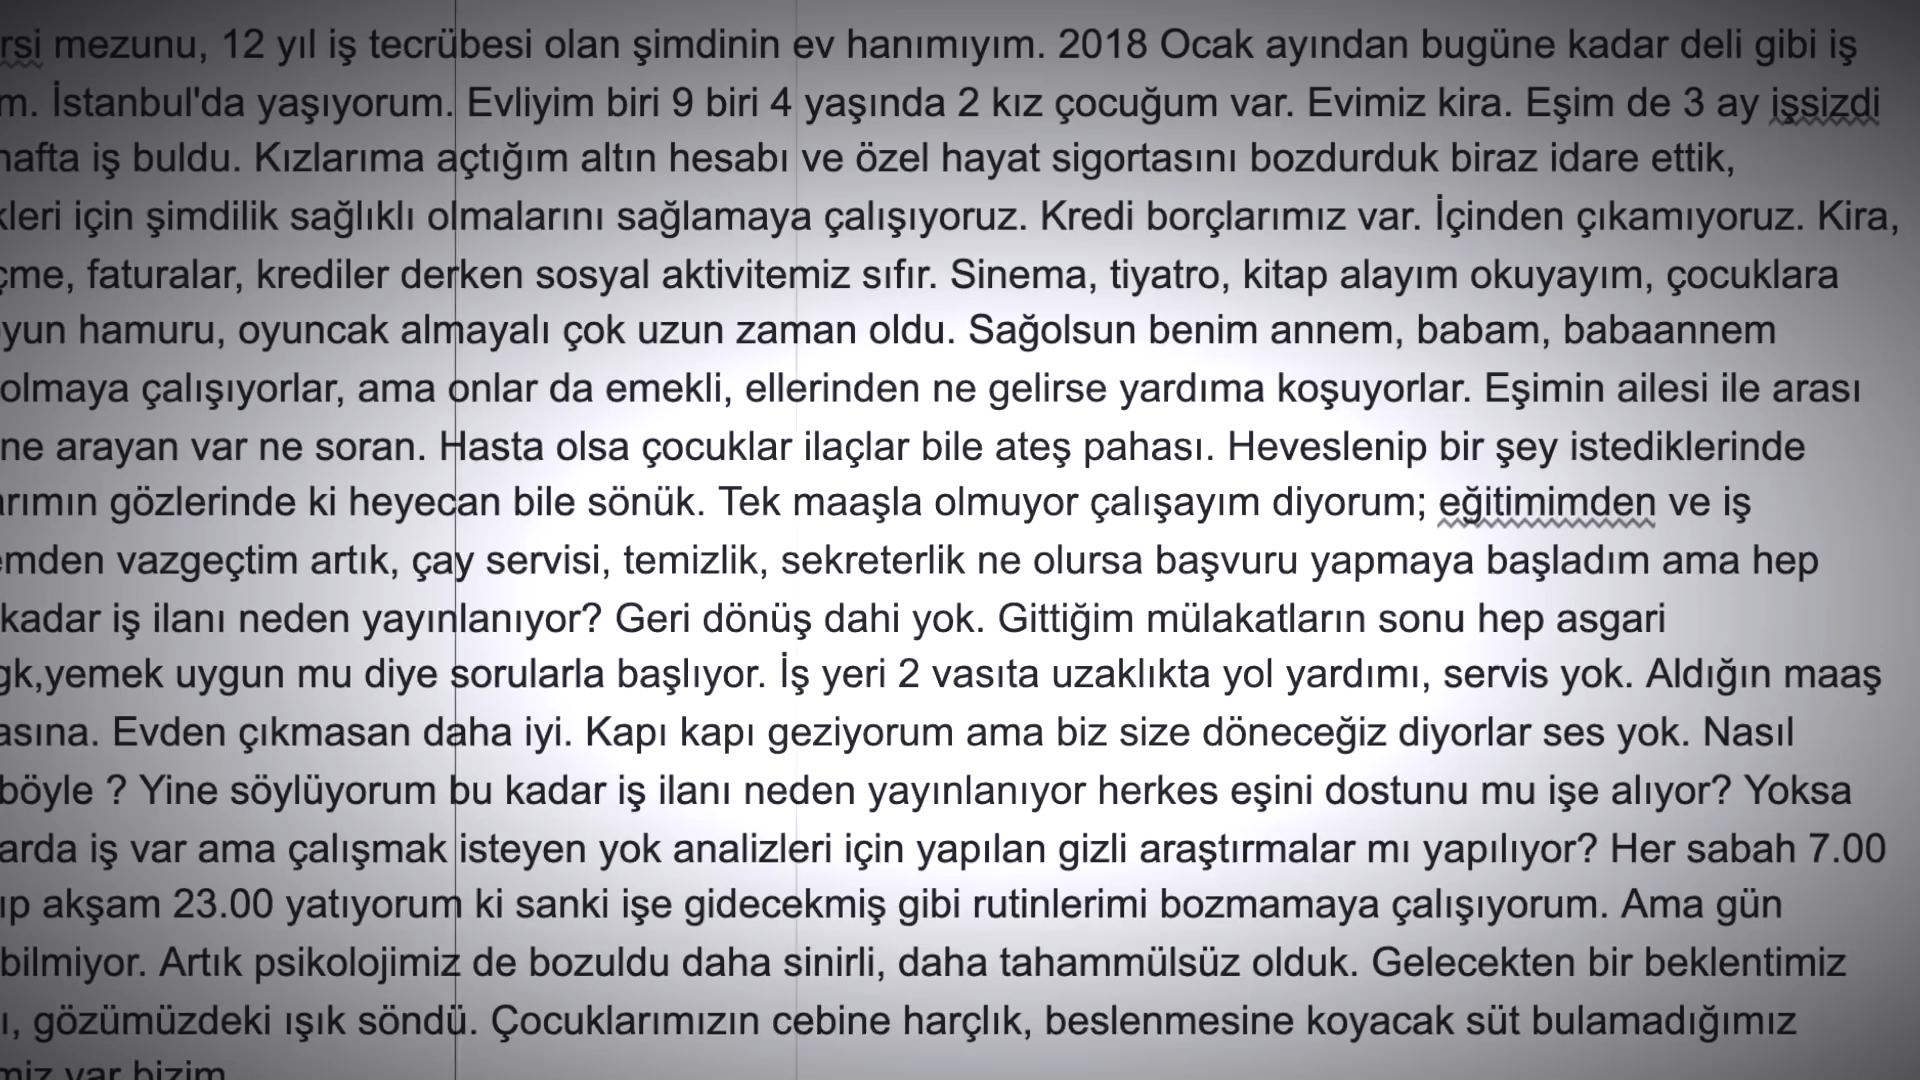 rsi mezunu, 12 yıl iş tecrübesi olan şimdinin ev hanımıyım. 2018 Ocak ayından bugüne kadar deli gibi iş
m. İstanbul'da yaşıyorum. Evliyim biri 9 biri 4 yaşında 2 kız çocuğum var. Evimiz kira. Eşim de 3 ay işsizdi
hafta iş buldu. Kızlarıma açtığım altın hesabı ve özel hayat sigortasını bozdurduk biraz idare ettik,
kleri için şimdilik sağlıklı olmalarını sağlamaya çalışıyoruz. Kredi borçlarımız var. İçinden çıkamıyoruz. Kira,
çme, faturalar, krediler derken sosyal aktivitemiz sıfır. Sinema, tiyatro, kitap alayım okuyayım, çocuklara
oyun hamuru, oyuncak almayalı çok uzun zaman oldu. Sağolsun benim annem, babam, babaannem
olmaya çalışıyorlar, ama onlar da emekli, ellerinden ne gelirse yardıma koşuyorlar. Eşimin ailesi ile arası
ne arayan var ne soran. Hasta olsa çocuklar ilaçlar bile ateş pahası. Heveslenip bir şey istediklerinde
arımın gözlerinde ki heyecan bile sönük. Tek maaşla olmuyor çalışayım diyorum; eğitimimden ve iş
emden vazgeçtim artık, çay servisi, temizlik, sekreterlik ne olursa başvuru yapmaya başladım ama hep
kadar iş ilanı neden yayınlanıyor? Geri dönüş dahi yok. Gittiğim mülakatların sonu hep asgari
gk,yemek uygun mu diye sorularla başlıyor. İş yeri 2 vasıta uzaklıkta yol yardımı, servis yok. Aldığın maaş
asına. Evden çıkmasan daha iyi. Kapı kapı geziyorum ama biz size döneceğiz diyorlar ses yok. Nasıl
böyle ? Yine söylüyorum bu kadar iş ilanı neden yayınlanıyor herkes eşini dostunu mu işe alıyor? Yoksa
arda iş var ama çalışmak isteyen yok analizleri için yapılan gizli araştırmalar mı yapılıyor? Her sabah 7.00
ıp akşam 23.00 yatıyorum ki sanki işe gidecekmiş gibi rutinlerimi bozmamaya çalışıyorum. Ama gün
bilmiyor. Artık psikolojimiz de bozuldu daha sinirli, daha tahammülsüz olduk. Gelecekten bir beklentimiz
ı, gözümüzdeki ışık söndü. Çocuklarımızın cebine harçlık, beslenmesine koyacak süt bulamadığımız
miz var bizim